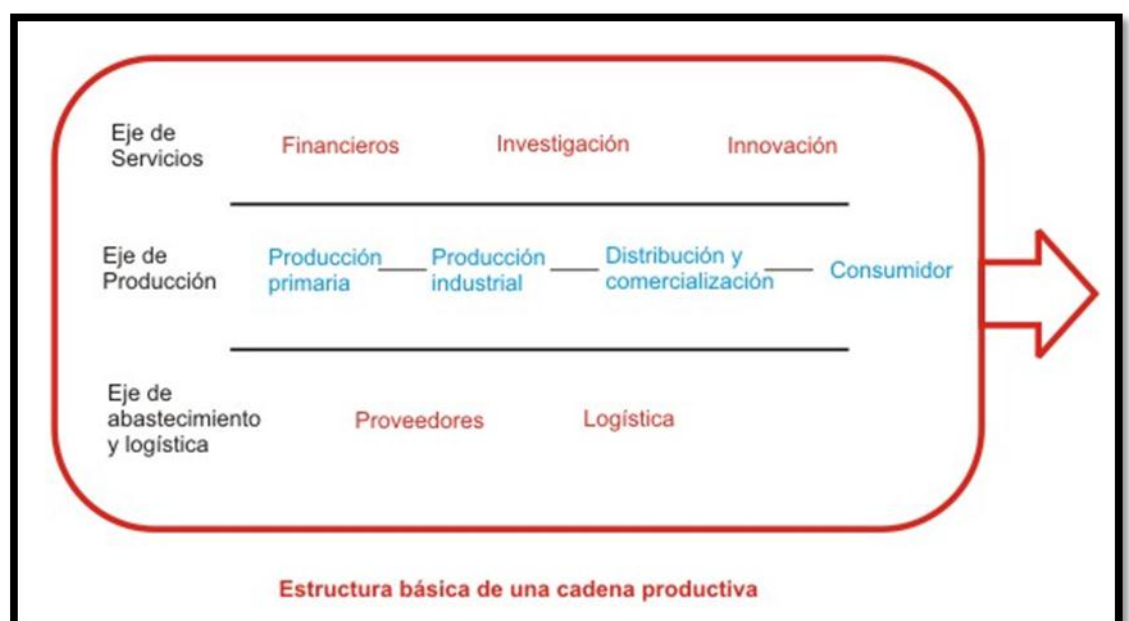 Eje de
Servicios
Financieros
Investigación
Innovación
Eje de
Producción
Producción
primaria
Producción
industrial
Distribución y
comercialización
Consumidor
Eje de
abastecimiento
y logística
Proveedores
Logística
Estructura básica de una cadena productiva